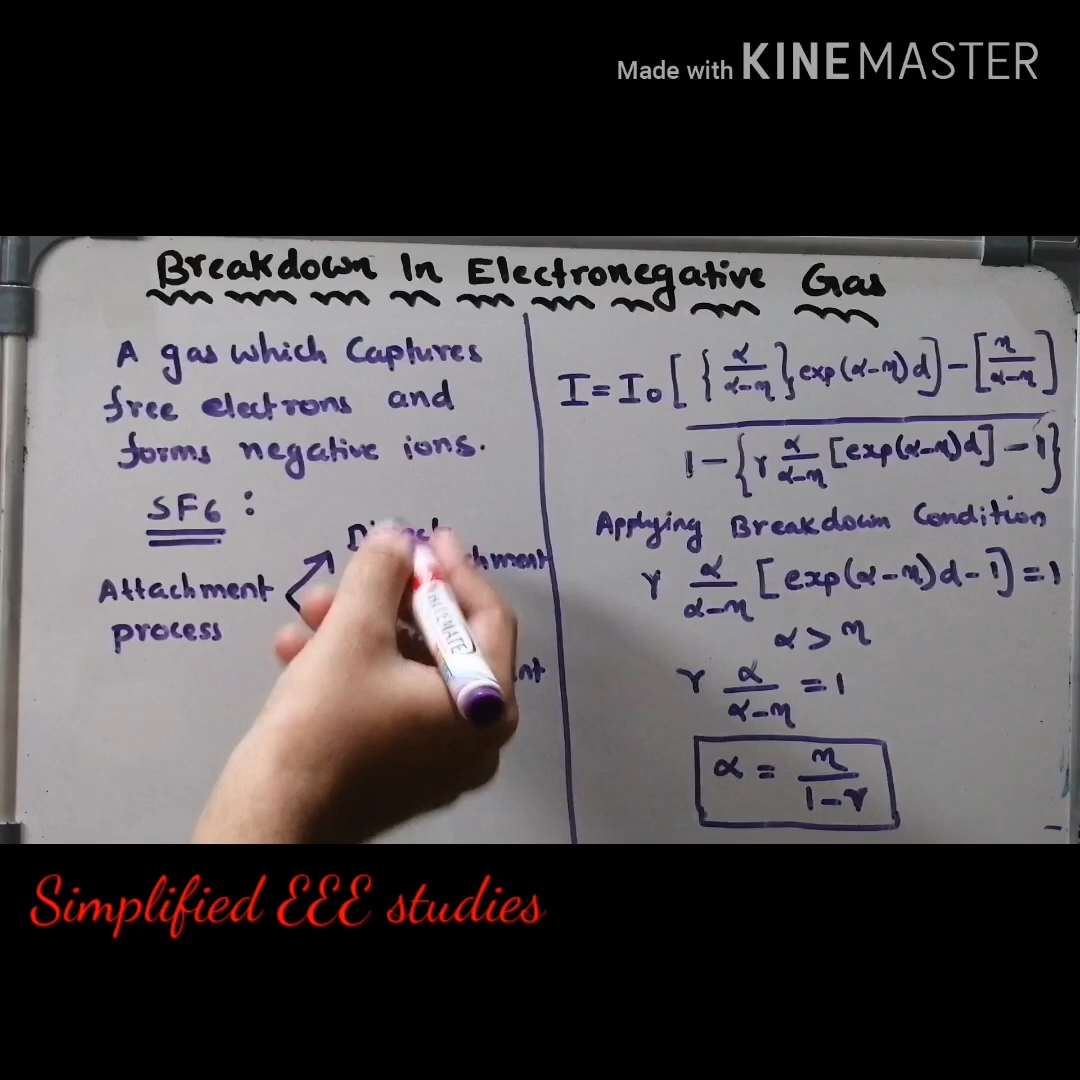 Made with KINEMASTER
Breakdown In Electronegative Gas
A gas which Captures
free electrons and
forms negative ions.
SF6 :
Attachment
process
I = I₀ [ { α/α-η } exp(α-η)d ] - [ η/α-η ]
1 - { γ α/α-η [exp(α-η)d] - 1 }
Applying Breakdown Condition
γ α/α-η [exp(α-η)d - 1] = 1
α > η
γ α/α-η = 1
α = η/1-γ
WHITEMATE
Simplified EEE studies